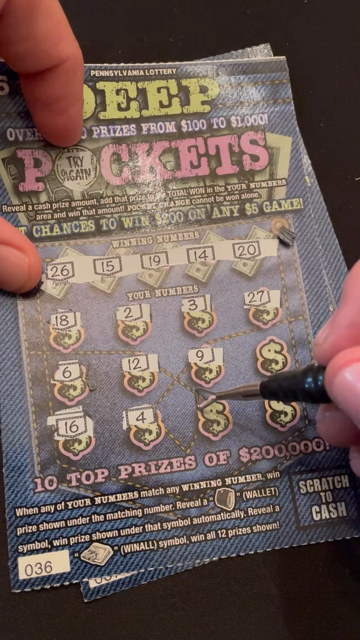 PENNSYLVANIA LOTTERY
DEEP
PRIZES FROM $100 TO $1,000!
POCKETS
TRY AGAIN
Reveal a cash prize amount, add that prize to the TOTAL WON in the YOUR NUMBERS
area and win that amount! POCKET CHANGE cannot be won alone.
CHANCES TO WIN $200 ON ANY $5 GAME!
WINNING NUMBERS
26 15 19 14 20
YOUR NUMBERS
18 2 3 27
6 12 9
16 4
10 TOP PRIZES OF $200,000!
When any of YOUR NUMBERS match any WINNING NUMBER, win
prize shown under the matching number. Reveal a " " (WALLET)
symbol, win prize shown under that symbol automatically. Reveal a
" " (WINALL) symbol, win all 12 prizes shown!
SCRATCH
TO
CASH
036